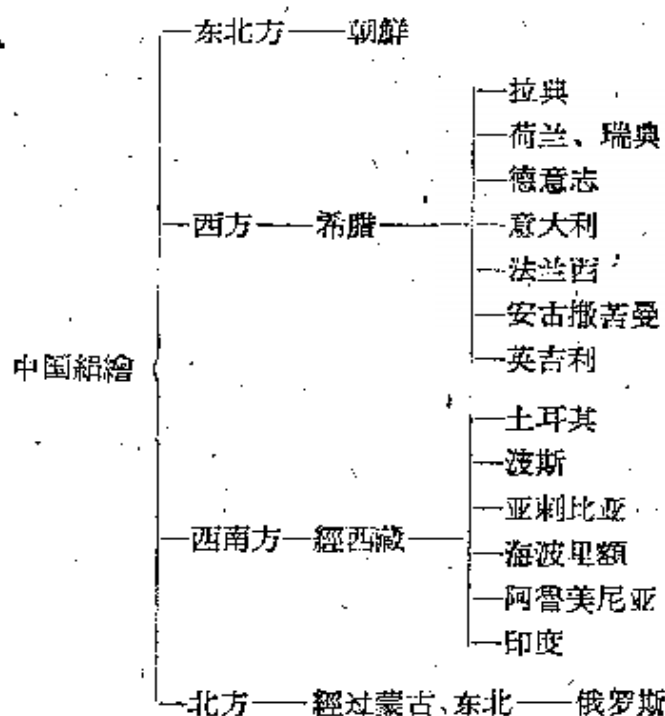 东北方——朝鮮
拉典
荷兰、瑞典
德意志
西方——希腊——意大利
法兰西
安古撒苦曼
中国絹繒
英吉利
土耳其
波斯
亚剌比亚
西南方——經西藏
海波里額
阿魯美尼亚
印度
北方——經过蒙古、东北——俄罗斯